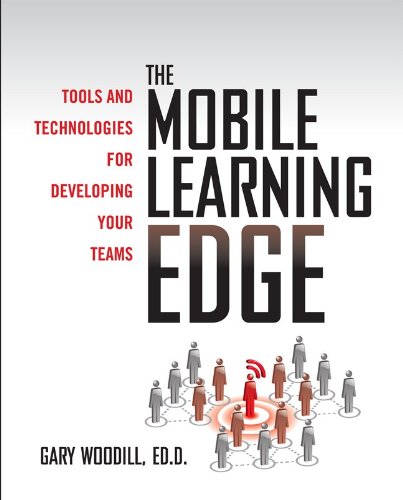 THE
MOBILE
LEARNING
EDGE
TOOLS AND
TECHNOLOGIES
FOR
DEVELOPING
YOUR
TEAMS
GARY WOODILL, ED.D.